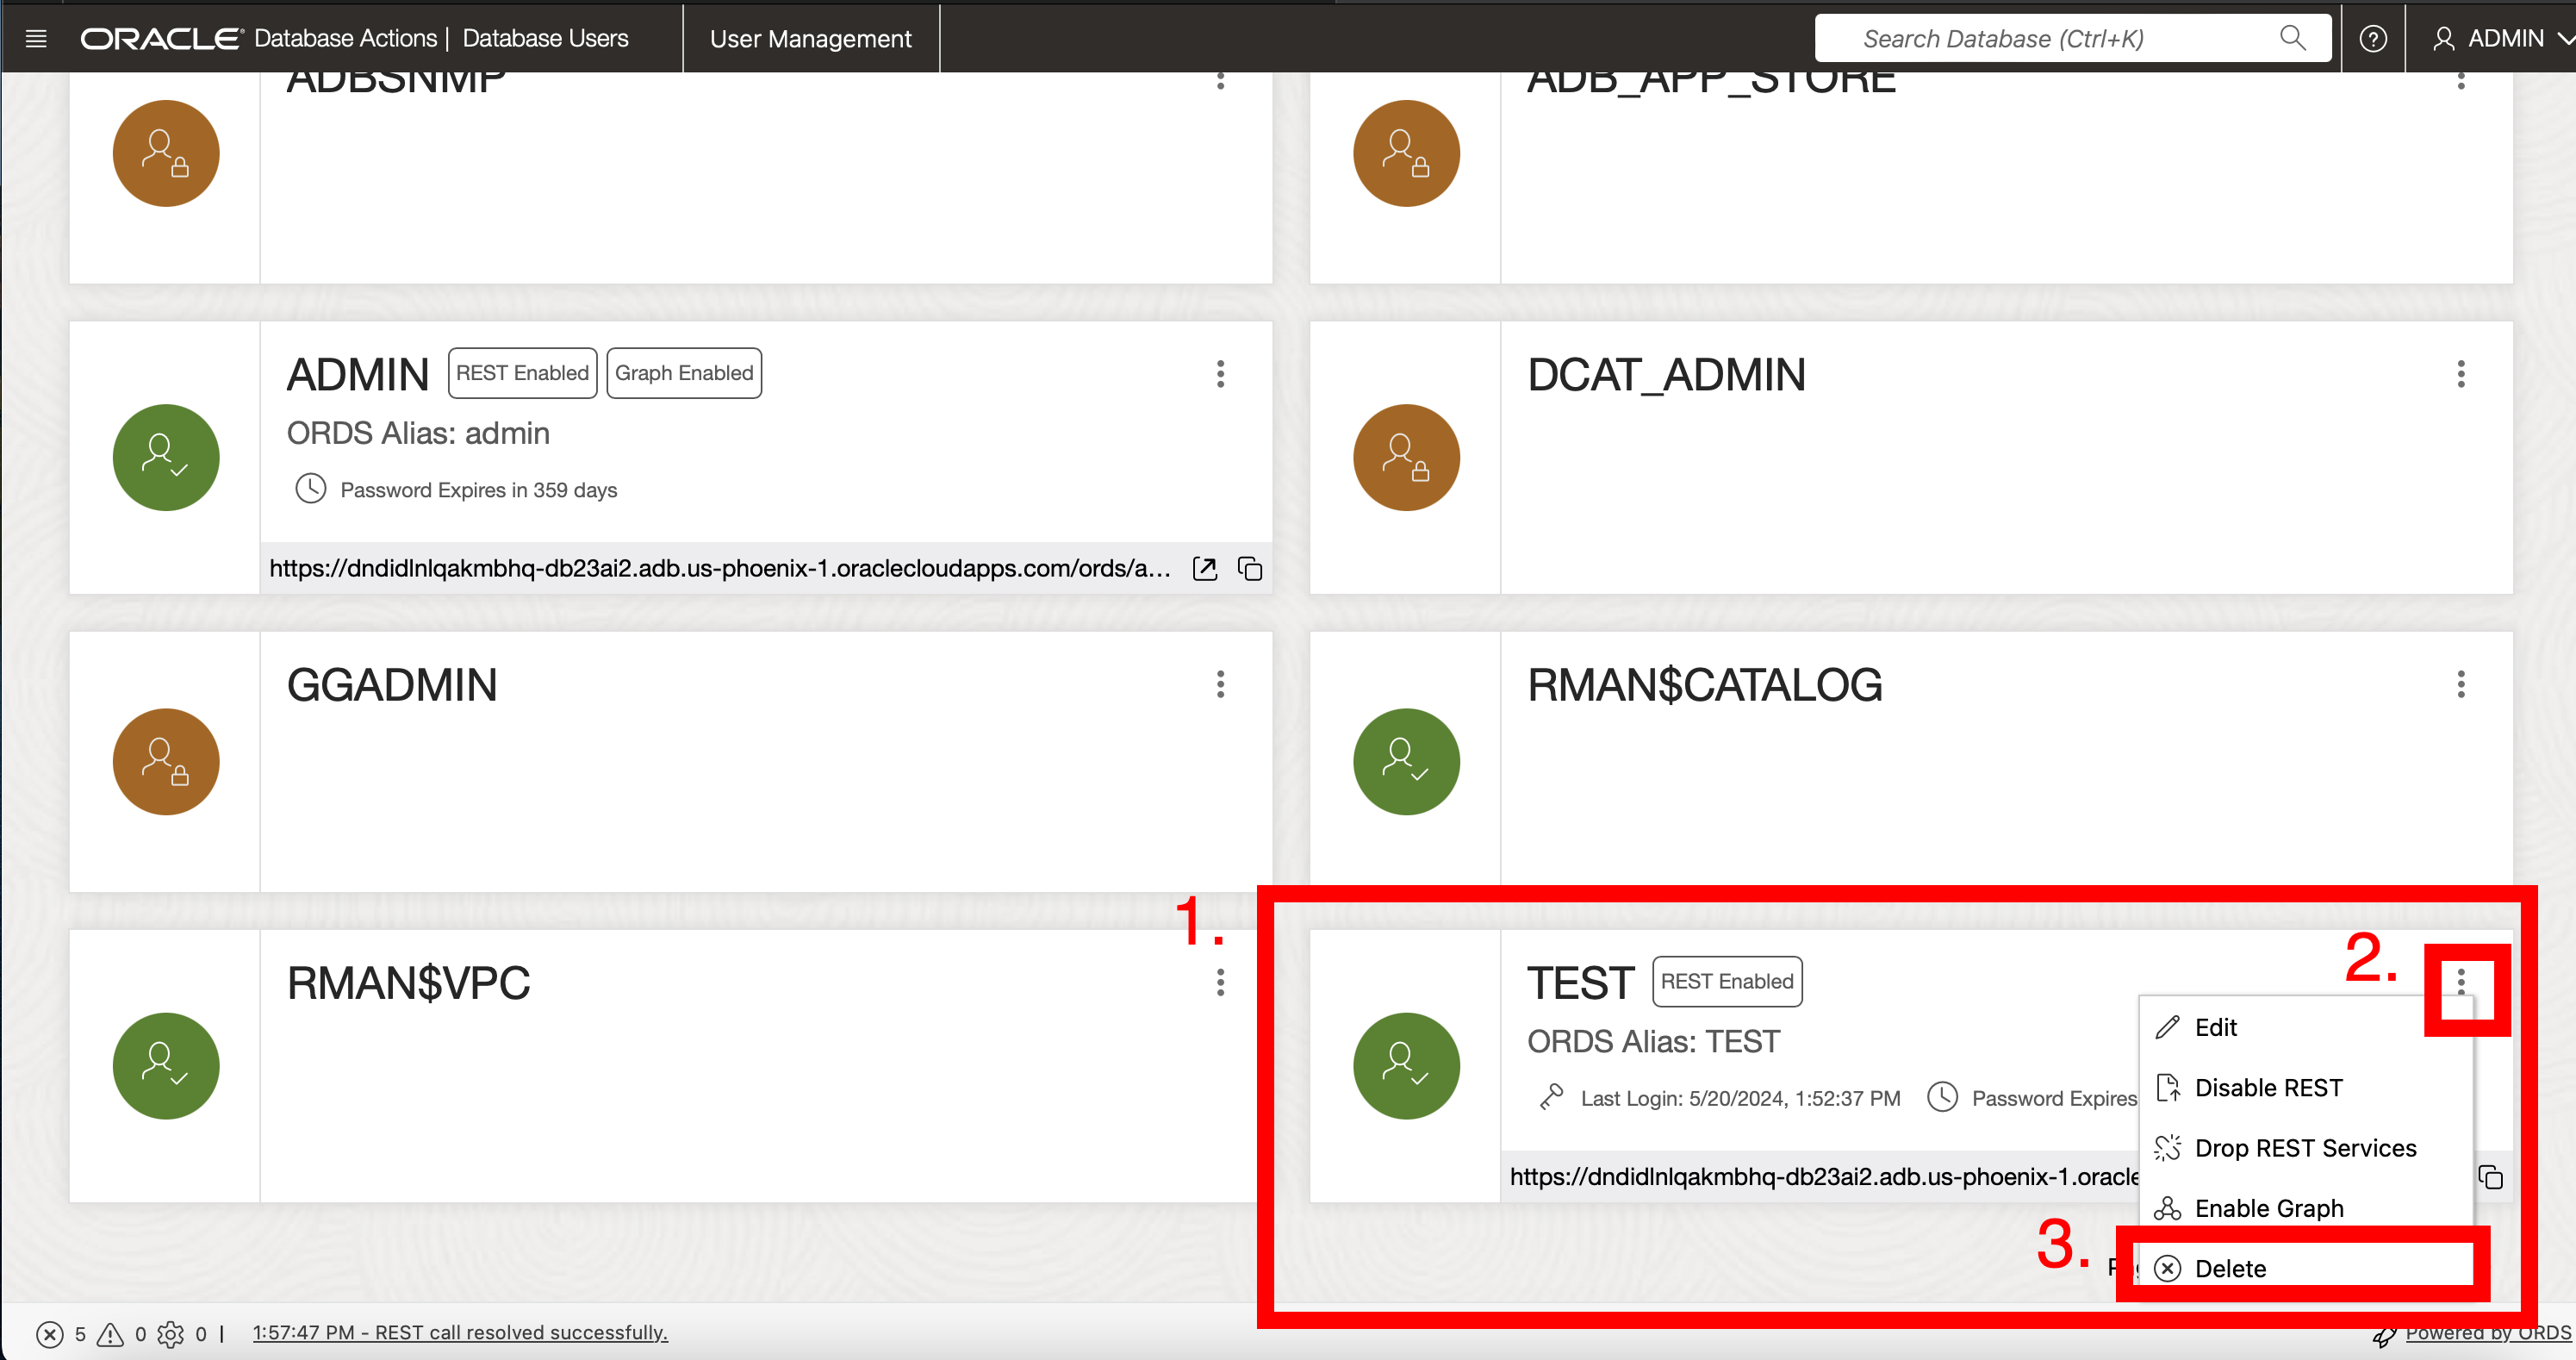 ORACLE® Database Actions | Database Users
User Management
Search Database (Ctrl+K)
ADMIN
ADBSNMP
ADB_APP_STORE
ADMIN
REST Enabled
Graph Enabled
ORDS Alias: admin
Password Expires in 359 days
https://dndidlnlqakmbhq-db23ai2.adb.us-phoenix-1.oraclecloudapps.com/ords/a...
DCAT_ADMIN
GGADMIN
RMAN$CATALOG
1.
RMAN$VPC
2.
TEST
REST Enabled
ORDS Alias: TEST
Last Login: 5/20/2024, 1:52:37 PM
Password Expires
https://dndidlnlqakmbhq-db23ai2.adb.us-phoenix-1.oracle
Edit
Disable REST
Drop REST Services
Enable Graph
3.
Delete
5 0 0 |
1:57:47 PM - REST call resolved successfully.
Powered by ORDS